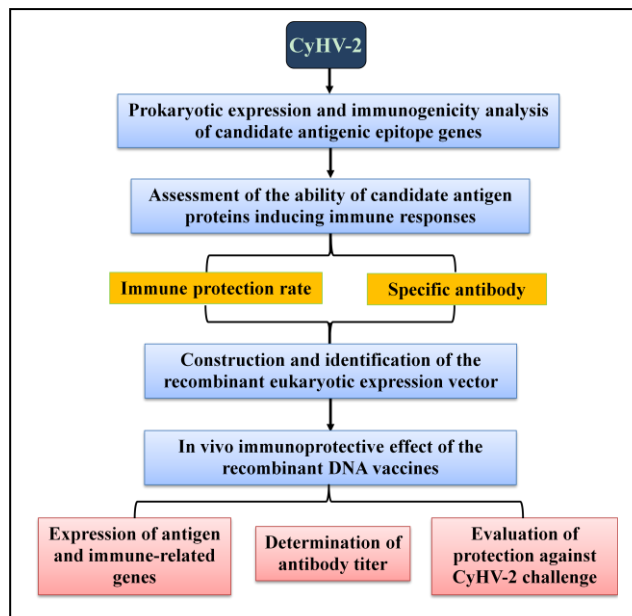 CyHV-2
Prokaryotic expression and immunogenicity analysis
of candidate antigenic epitope genes
Assessment of the ability of candidate antigen
proteins inducing immune responses
Immune protection rate
Specific antibody
Construction and identification of the
recombinant eukaryotic expression vector
In vivo immunoprotective effect of the
recombinant DNA vaccines
Expression of antigen
and immune-related
genes
Determination of
antibody titer
Evaluation of
protection against
CyHV-2 challenge